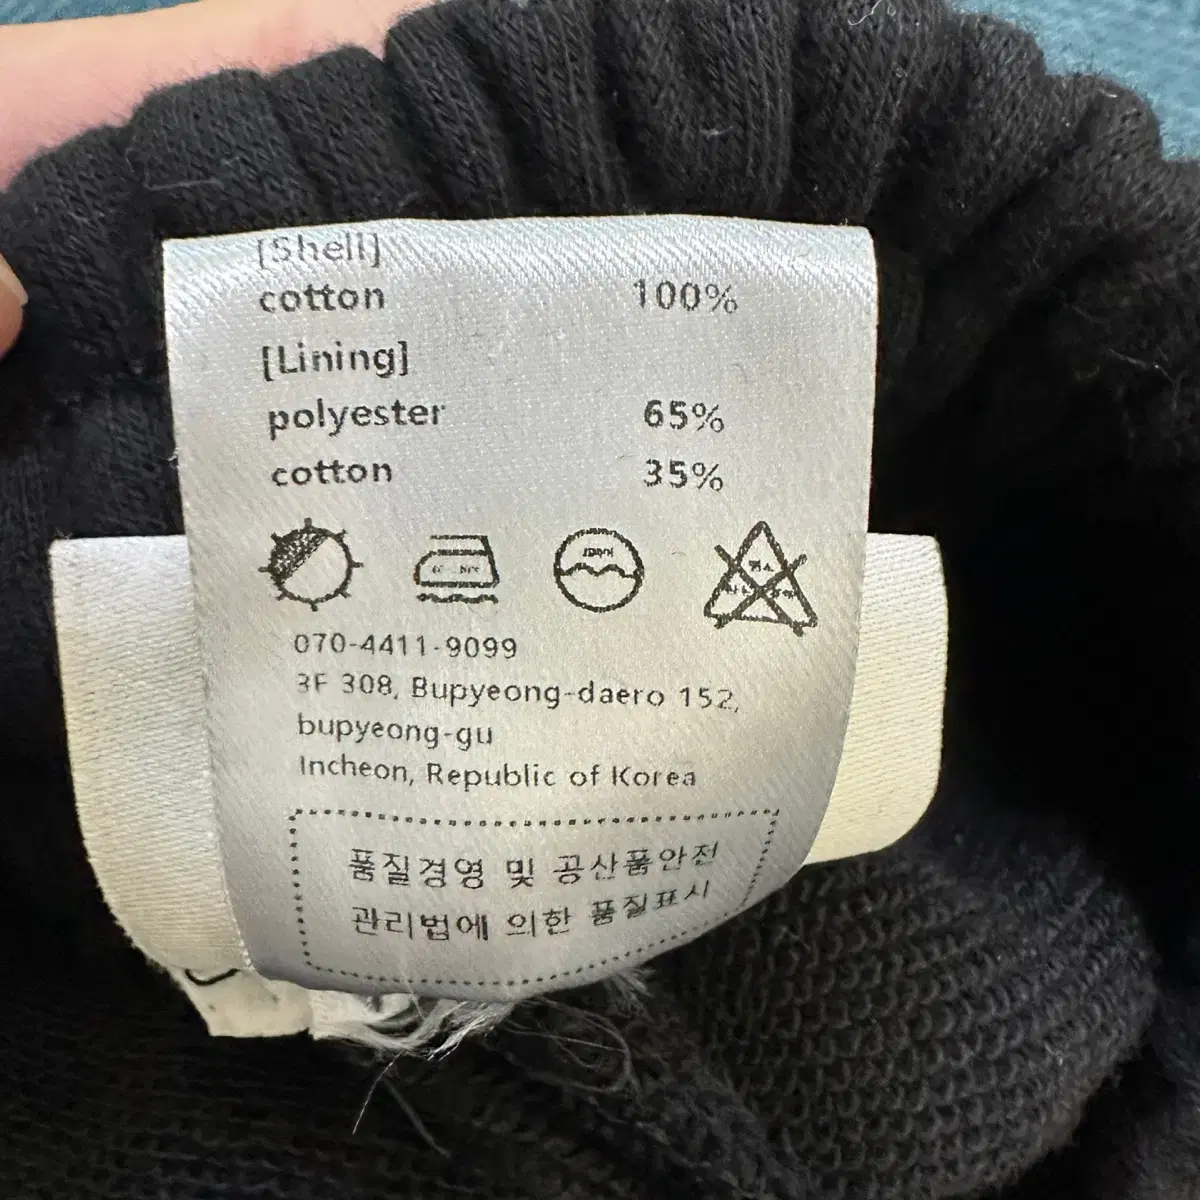 [Shell]
cotton 100%
[Lining]
polyester 65%
cotton 35%
070-4411-9099
3F 308, Bupyeong-daero 152,
bupyeong-gu
Incheon, Republic of Korea
품질경영 및 공산품안전
관리법에 의한 품질표시